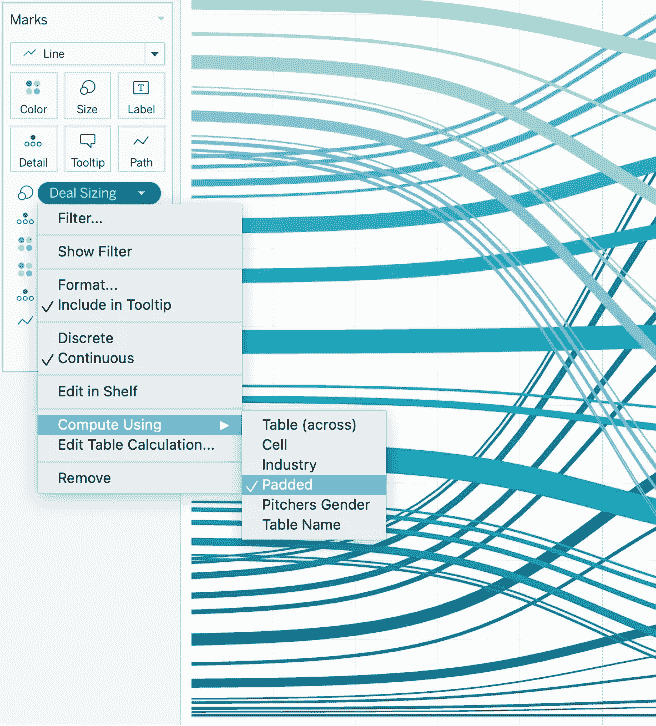 Marks
Line
Color
Size
Label
Detail
Tooltip
Path
Deal Sizing
Filter...
Show Filter
Format...
Include in Tooltip
Discrete
Continuous
Edit in Shelf
Compute Using
Edit Table Calculation...
Remove
Table (across)
Cell
Industry
Padded
Pitchers Gender
Table Name